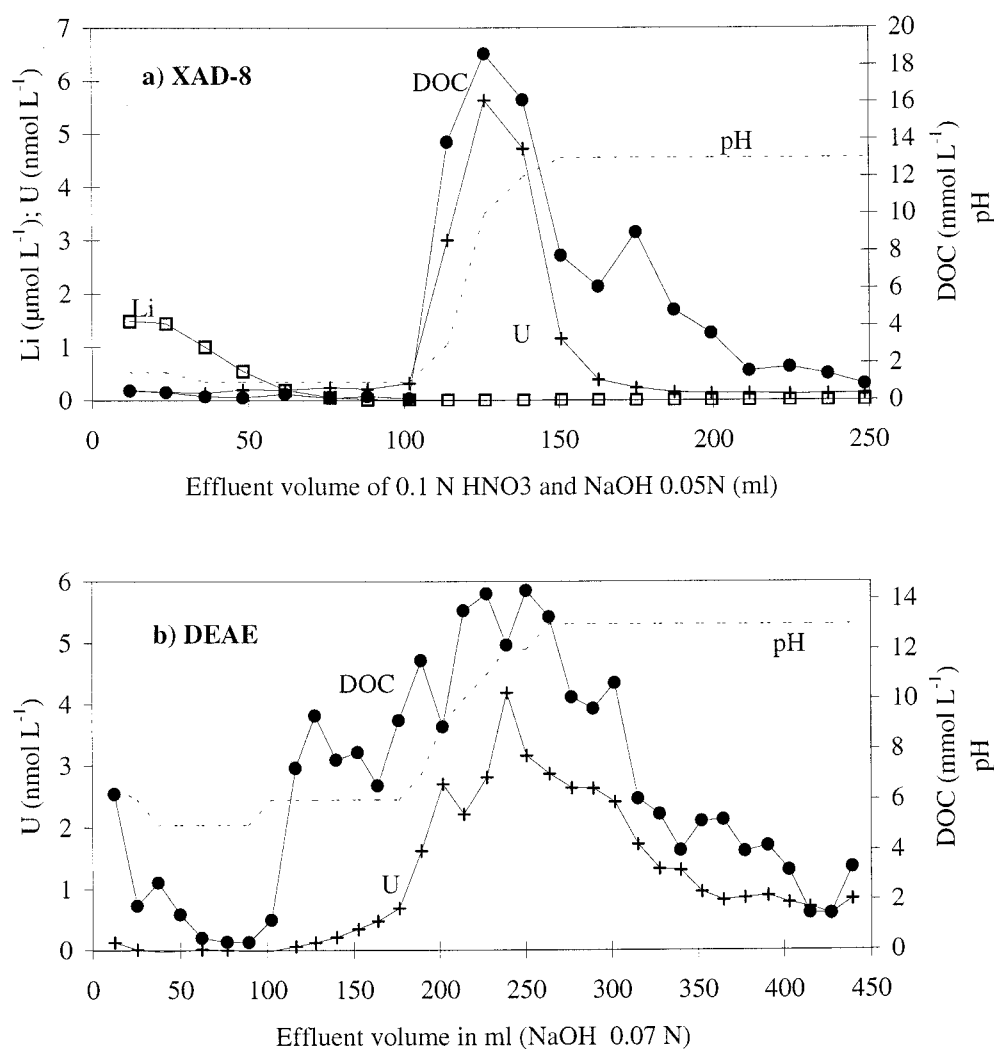 a) XAD-8
DOC
pH
Li
U
7
6
5
4
3
2
1
0
Li (µmol L⁻¹); U (nmol L⁻¹)
20
18
16
14
12
10
8
6
4
2
0
DOC (mmol L⁻¹)
pH
0 50 100 150 200 250
Effluent volume of 0.1 N HNO3 and NaOH 0.05N (ml)
b) DEAE
DOC
pH
U
6
5
4
3
2
1
0
U (nmol L⁻¹)
14
12
10
8
6
4
2
0
DOC (mmol L⁻¹)
pH
0 50 100 150 200 250 300 350 400 450
Effluent volume in ml (NaOH 0.07 N)